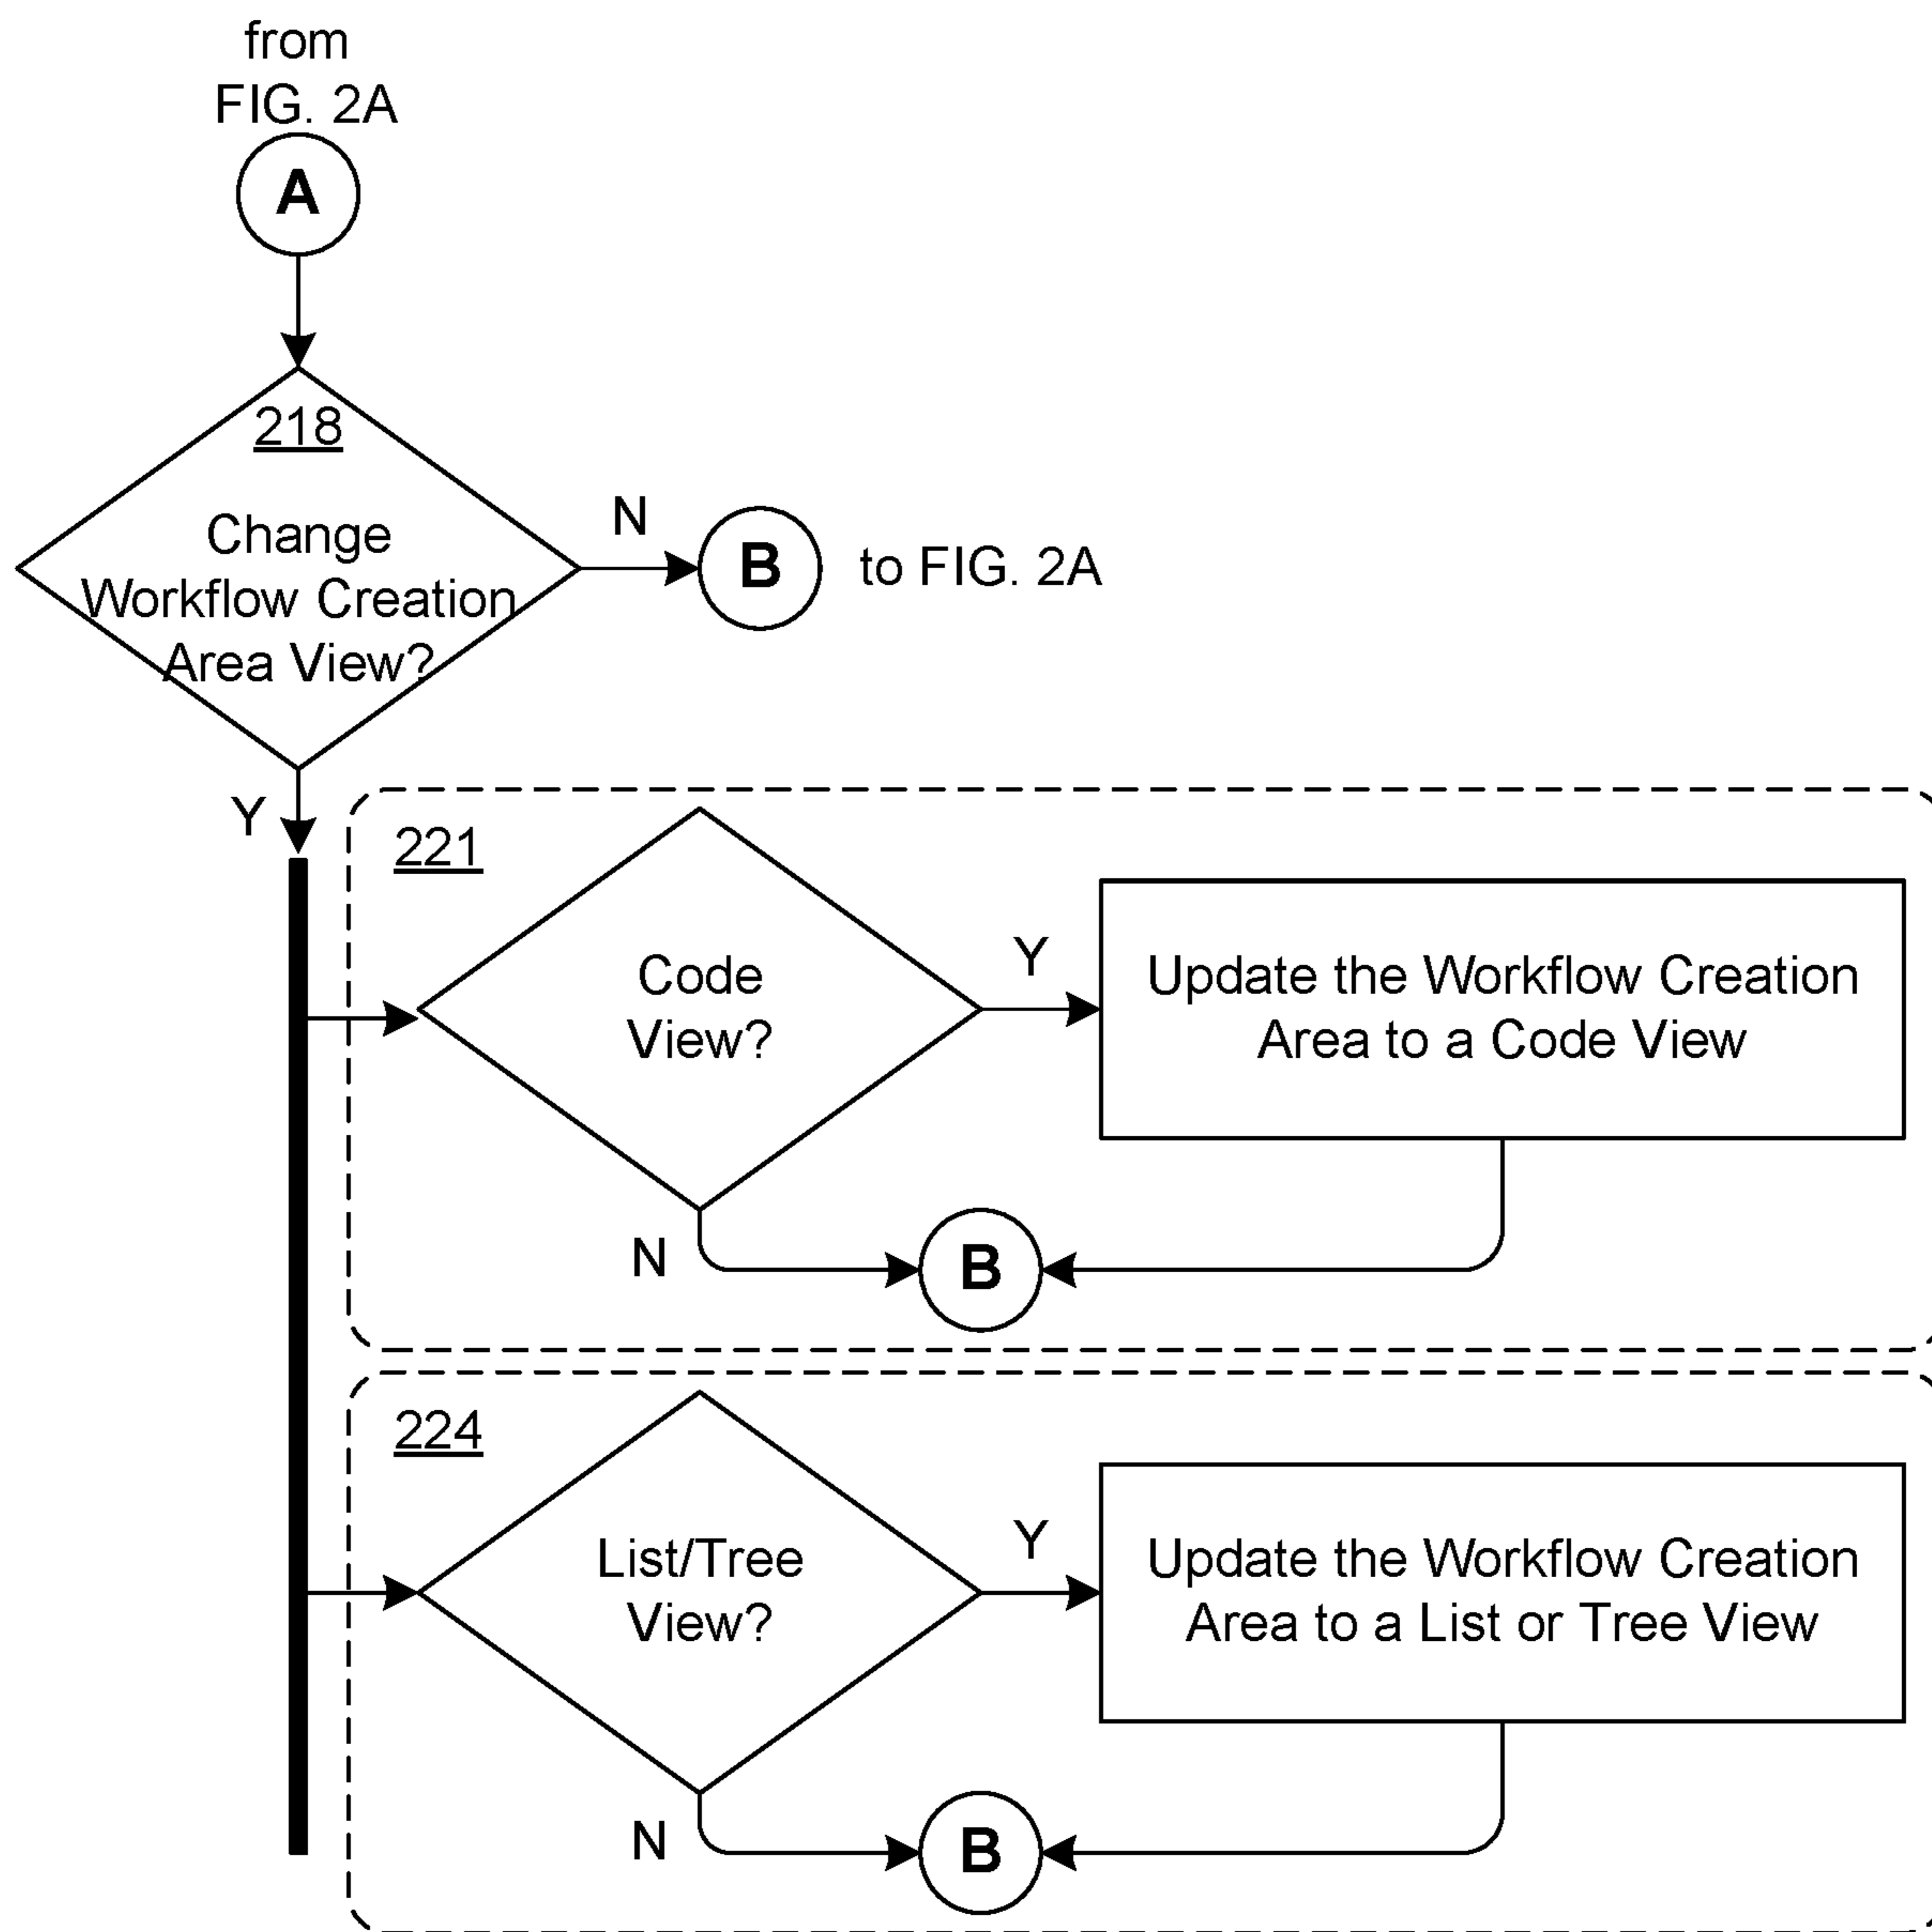 from
FIG. 2A
A
218
Change
Workflow Creation
Area View?
N
B
to FIG. 2A
Y
221
Code
View?
Y
Update the Workflow Creation
Area to a Code View
N
B
224
List/Tree
View?
Y
Update the Workflow Creation
Area to a List or Tree View
N
B